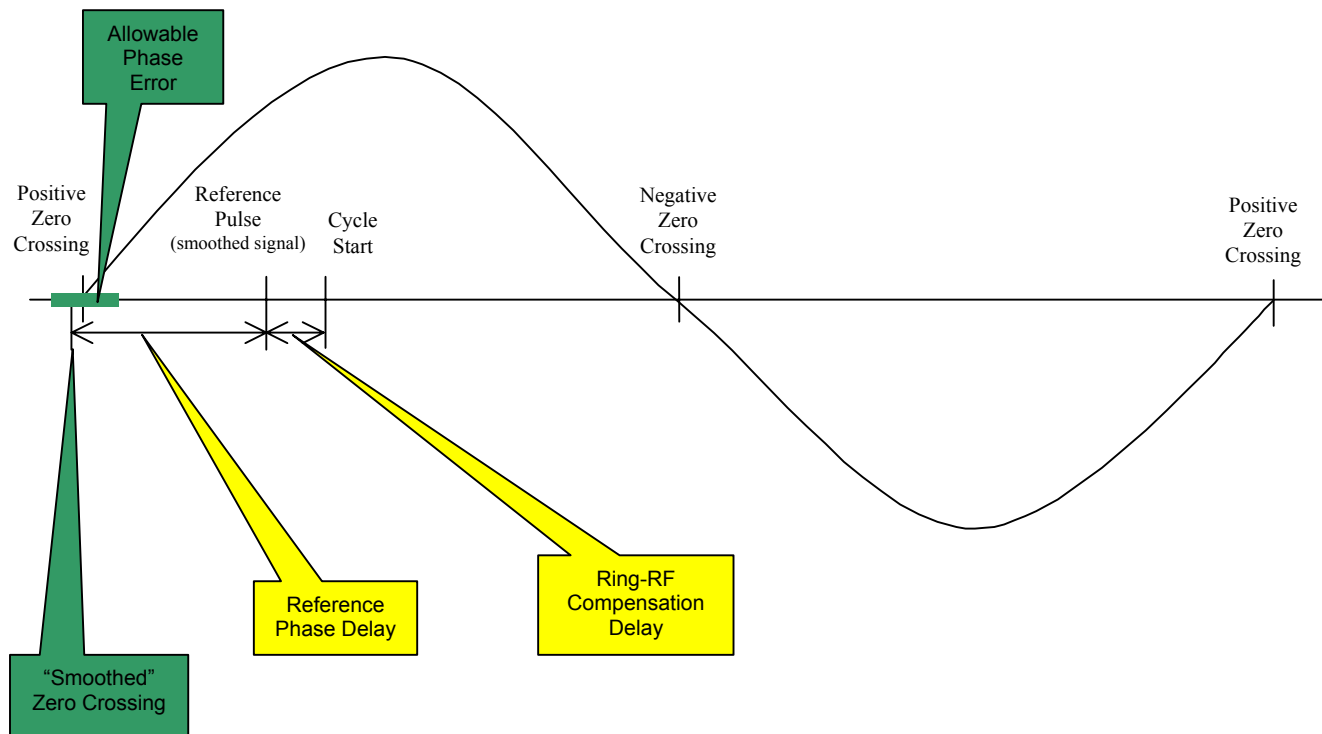 Allowable
Phase
Error
Positive
Zero
Crossing
Reference
Pulse
(smoothed signal)
Cycle
Start
Negative
Zero
Crossing
Positive
Zero
Crossing
Reference
Phase Delay
Ring-RF
Compensation
Delay
“Smoothed”
Zero Crossing